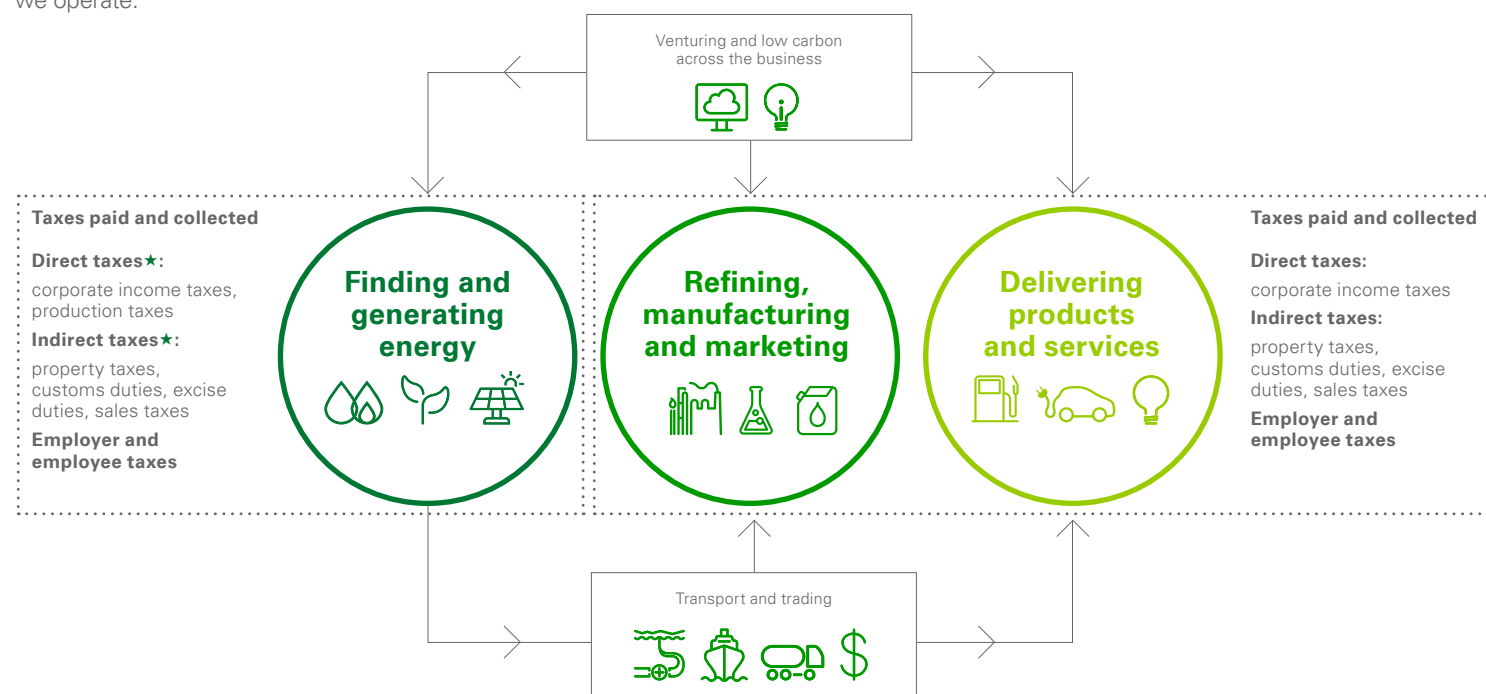 we operate.
Venturing and low carbon
across the business
Taxes paid and collected
Direct taxes★:
corporate income taxes,
production taxes
Indirect taxes★:
property taxes,
customs duties, excise
duties, sales taxes
Employer and
employee taxes
Finding and
generating
energy
Refining,
manufacturing
and marketing
Delivering
products
and services
Taxes paid and collected
Direct taxes:
corporate income taxes
Indirect taxes:
property taxes,
customs duties, excise
duties, sales taxes
Employer and
employee taxes
Transport and trading
$